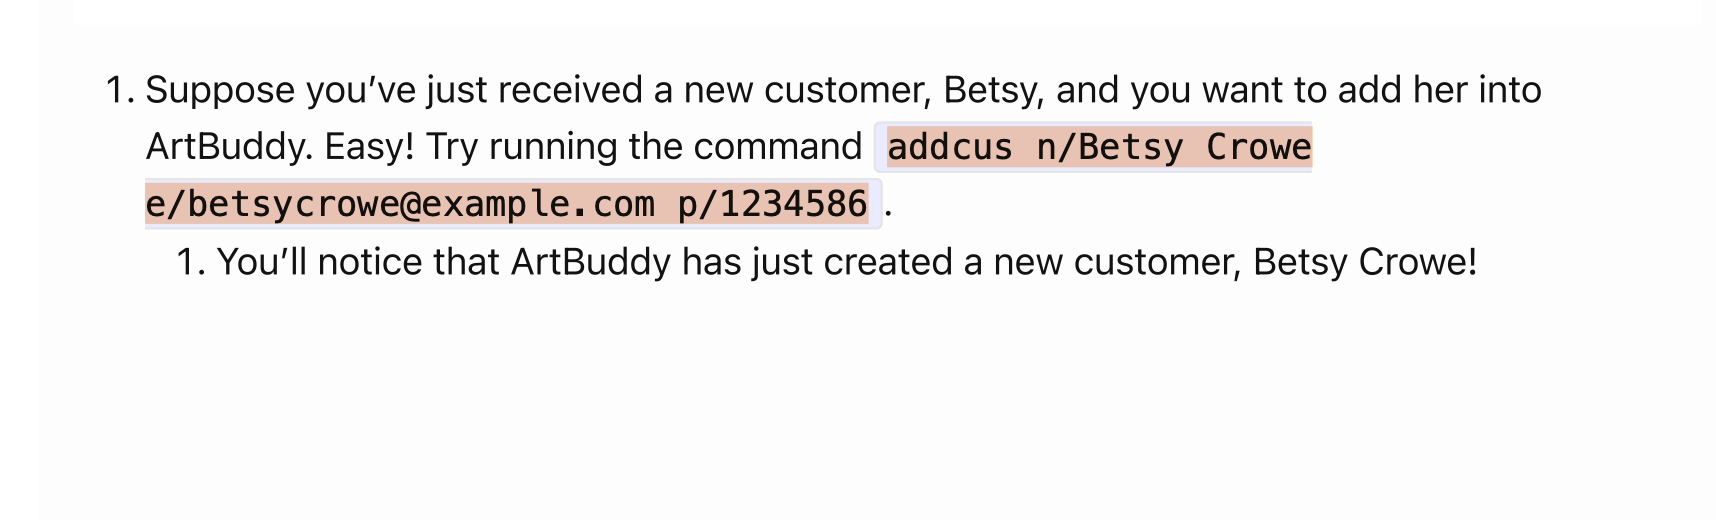 1. Suppose you’ve just received a new customer, Betsy, and you want to add her into
ArtBuddy. Easy! Try running the command addcus n/Betsy Crowe
e/betsycrowe@example.com p/1234586 .
1. You’ll notice that ArtBuddy has just created a new customer, Betsy Crowe!